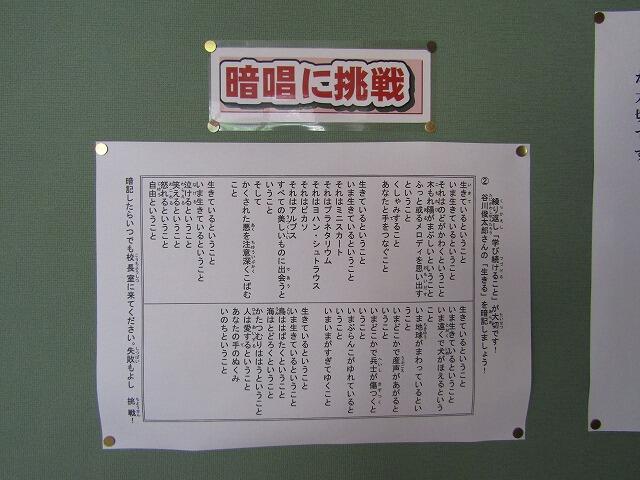 暗唱に挑戦
繰り返し「学び続けること」が大切です！
② 谷川俊太郎さんの「生きる」を暗記しましょう！
生きているということ
いま生きているということ
それはのどがかわくということ
木もれ陽がまぶしいということ
ふっと或るメロディを思い出す
ということ
くしゃみすること
あなたと手をつなぐこと
生きているということ
いま生きているということ
それはミニスカート
それはプラネタリウム
それはヨハン・シュトラウス
それはピカソ
それはアルプス
すべての美しいものに出会うと
いうこと
そして
かくされた悪を注意深くこばむ
こと
生きているということ
いま生きているということ
泣けるということ
笑えるということ
怒れるということ
自由ということ
生きているということ
いま生きているということ
いま遠くで犬がほえるという
こと
いま地球がまわっているとい
うこと
いまどこかで産声があがると
いうこと
いまどこかで兵士が傷つくと
いうこと
いまぶらんこがゆれていると
いうこと
いまいまがすぎてゆくこと
生きているということ
いま生きているということ
鳥ははばたくということ
海はとどろくということ
かたつむりははうということ
人は愛するということ
あなたの手のぬくみ
いのちということ
暗記したらいつでも校長室に来てください。失敗もよし 挑戦！